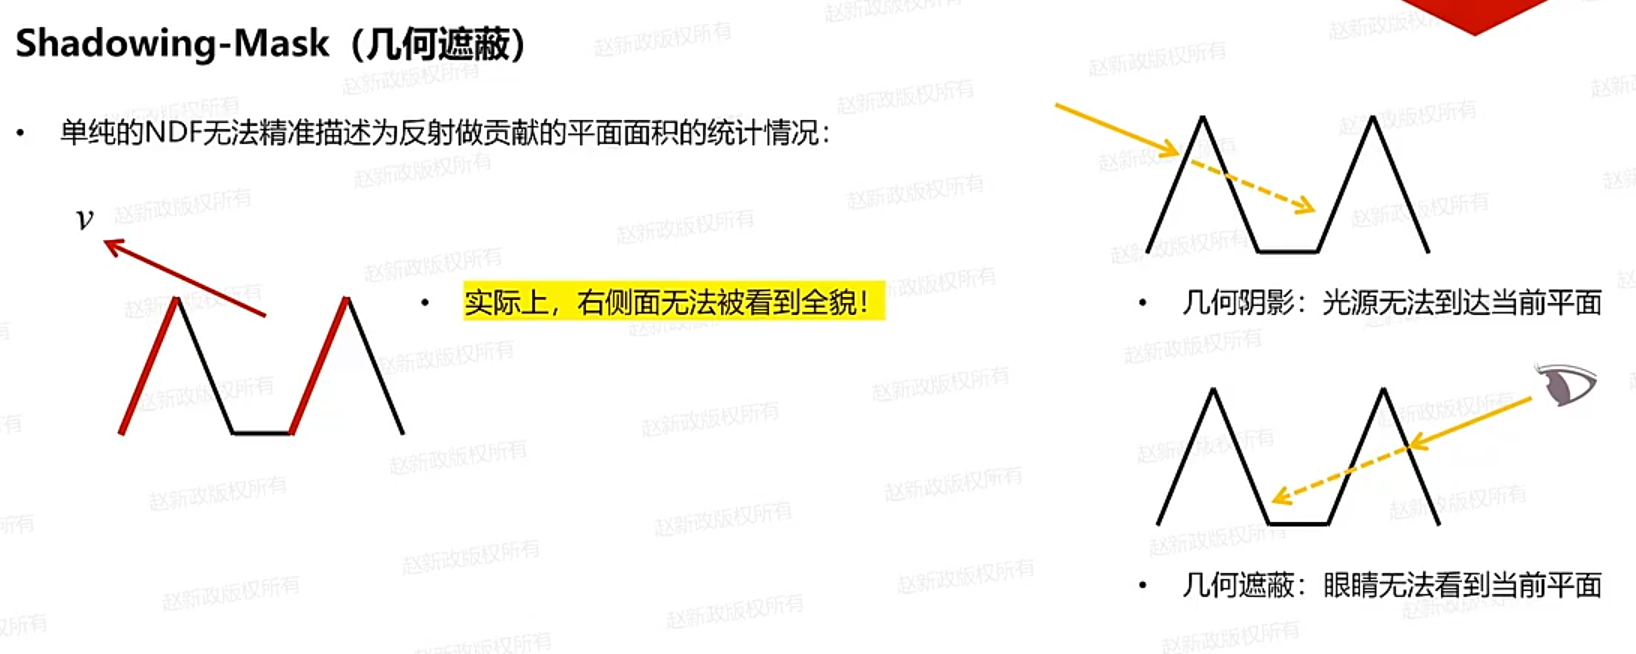 Shadowing-Mask（几何遮蔽）
• 单纯的NDF无法精准描述为反射做贡献的平面面积的统计情况：
v
• 实际上，右侧面无法被看到全貌！
• 几何阴影：光源无法到达当前平面
• 几何遮蔽：眼睛无法看到当前平面
赵新政版权所有